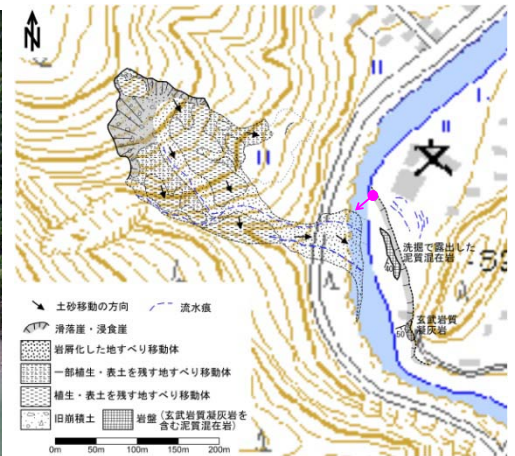 N
文
洗掘で露出した
泥質混在岩
40
59
玄武岩質
凝灰岩
50
土砂移動の方向
流水痕
滑落崖・浸食崖
岩屑化した地すべり移動体
一部植生・表土を残す地すべり移動体
植生・表土を残す地すべり移動体
旧崩積土
岩盤(玄武岩質凝灰岩を
含む泥質混在岩)
0m 50m 100m 150m 200m